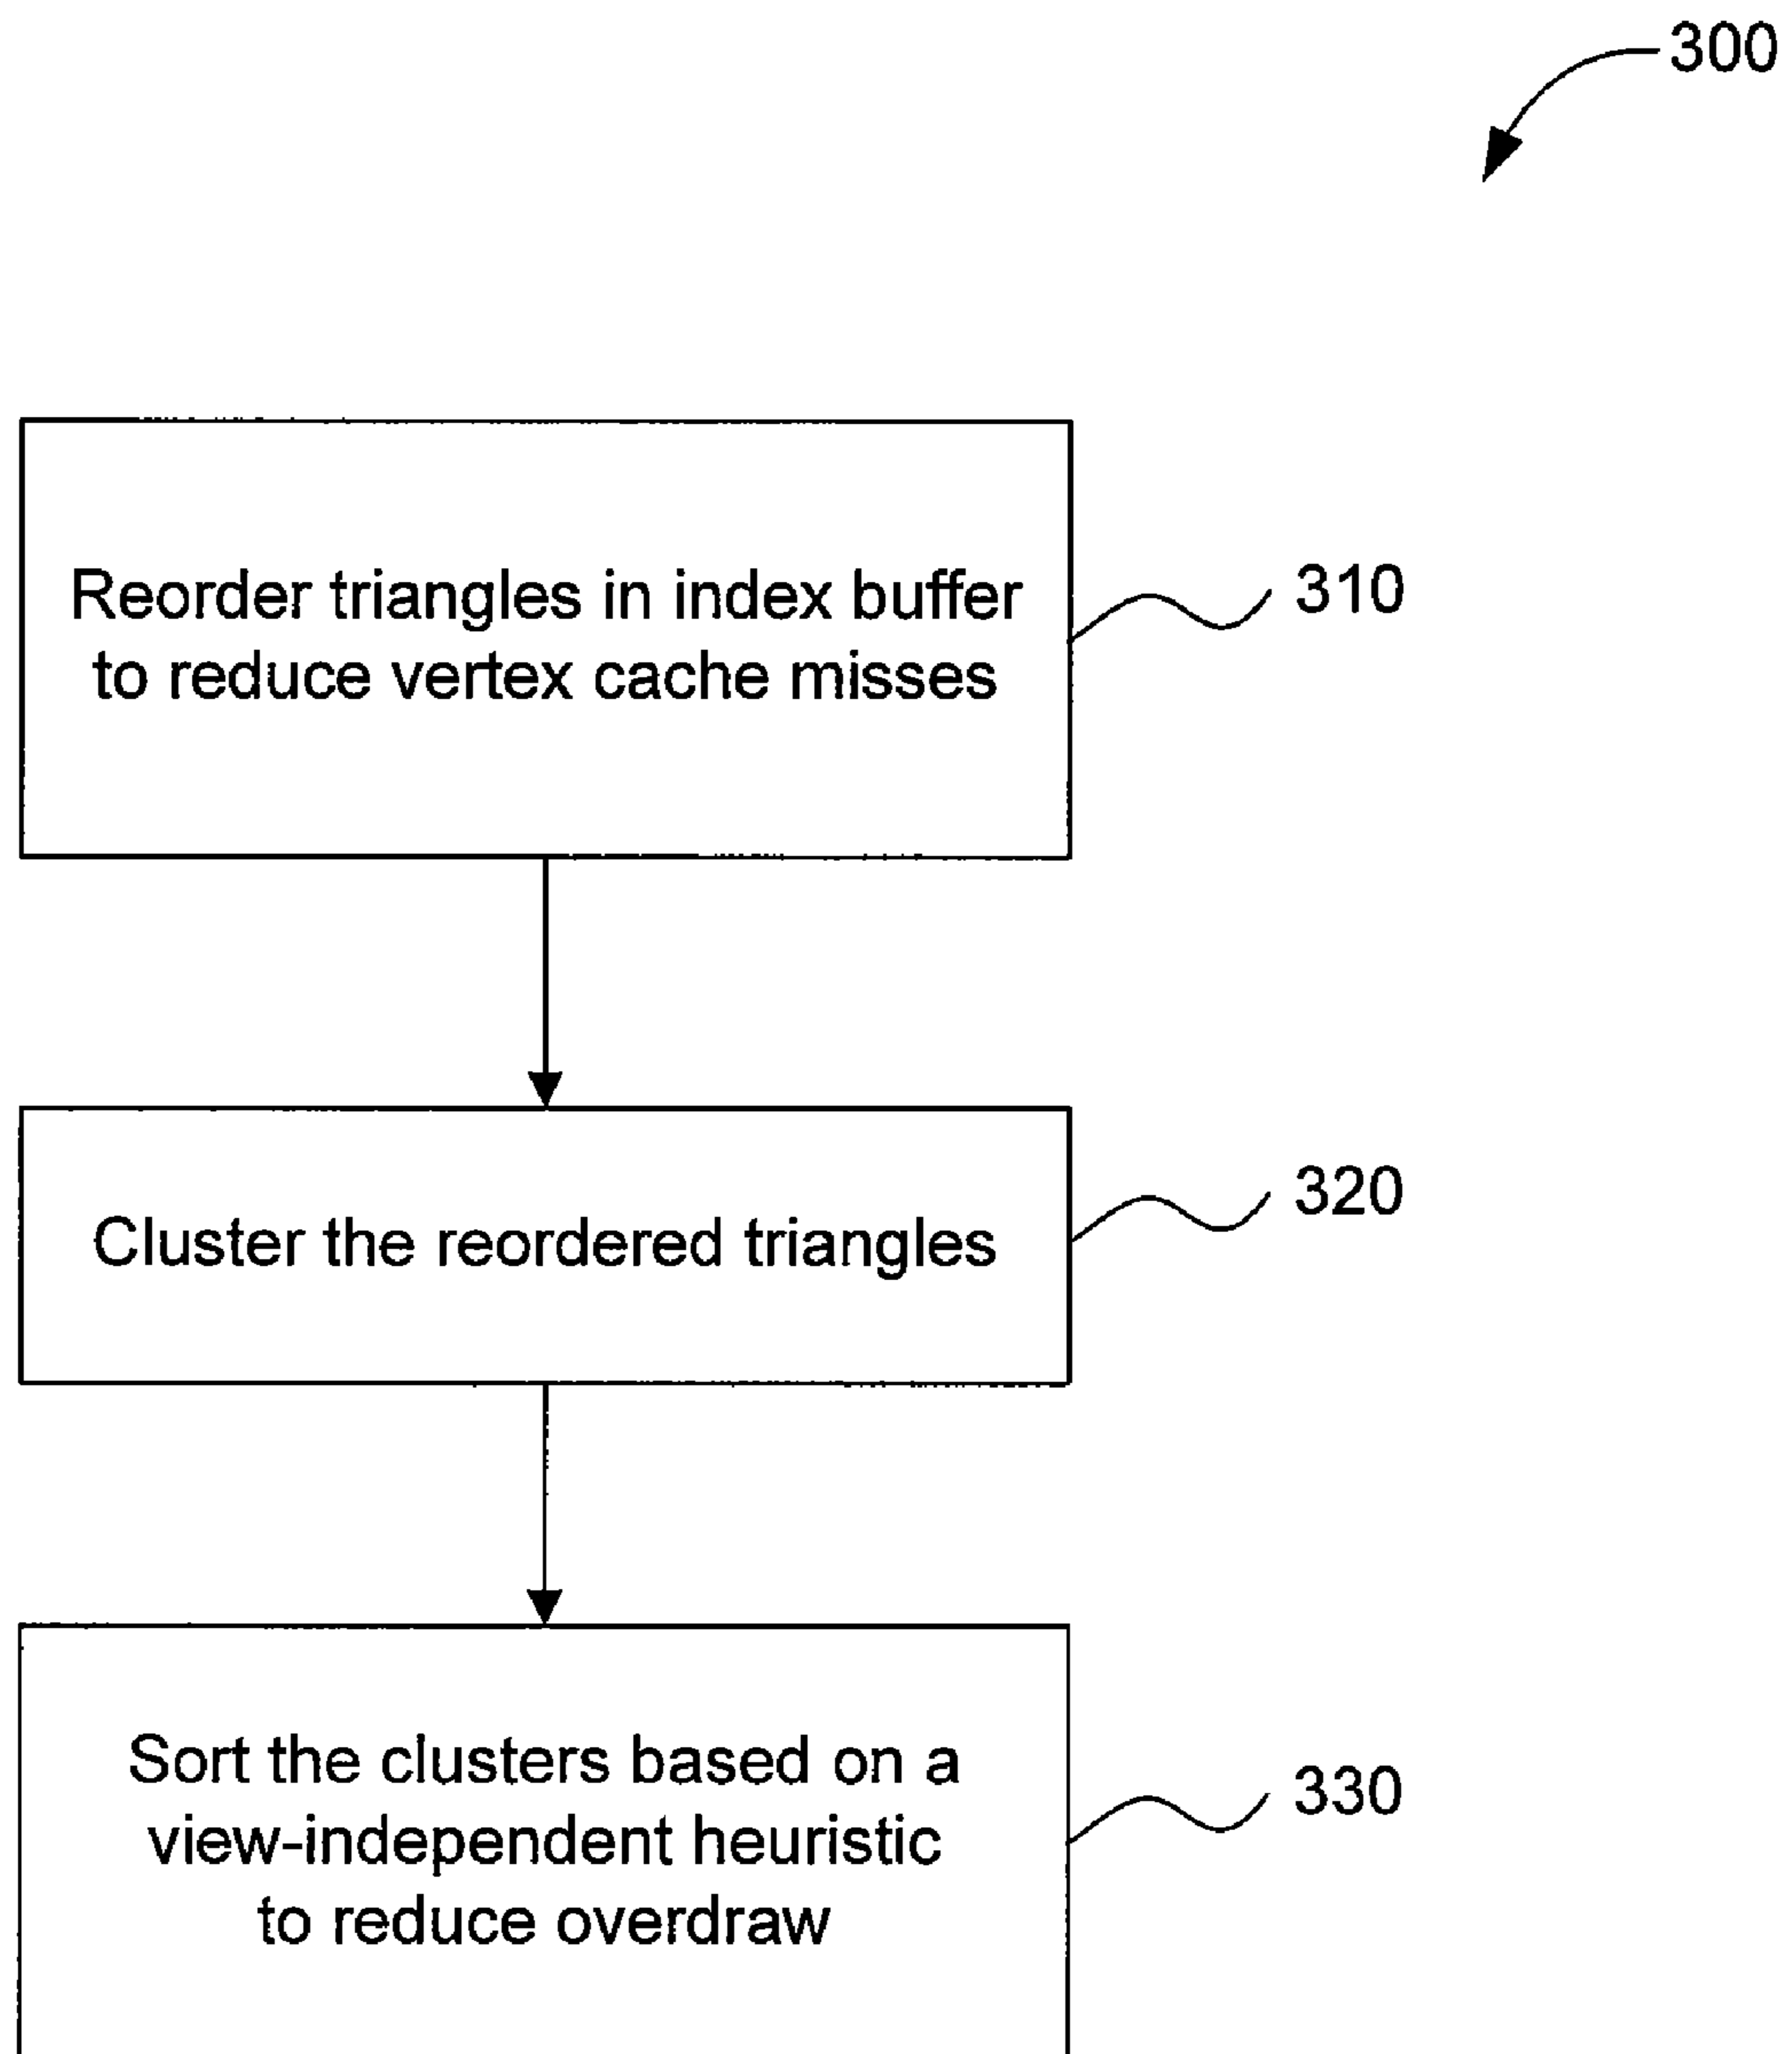 300
Reorder triangles in index buffer
to reduce vertex cache misses
310
Cluster the reordered triangles
320
Sort the clusters based on a
view-independent heuristic
to reduce overdraw
330